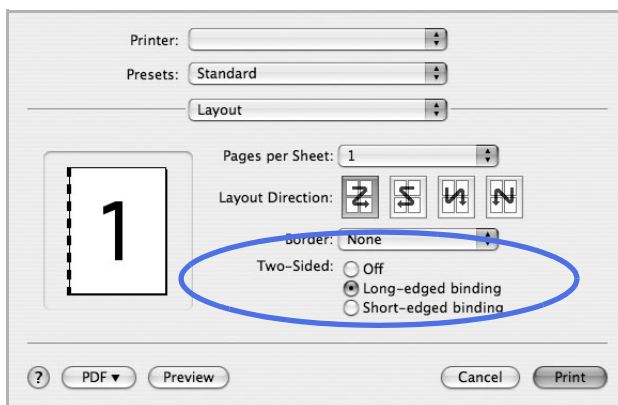 Printer:
Presets: Standard
Layout
Pages per Sheet: 1
1
Layout Direction:
Border: None
Two-Sided: Off
Long-edged binding
Short-edged binding
? PDF▼ Preview Cancel Print